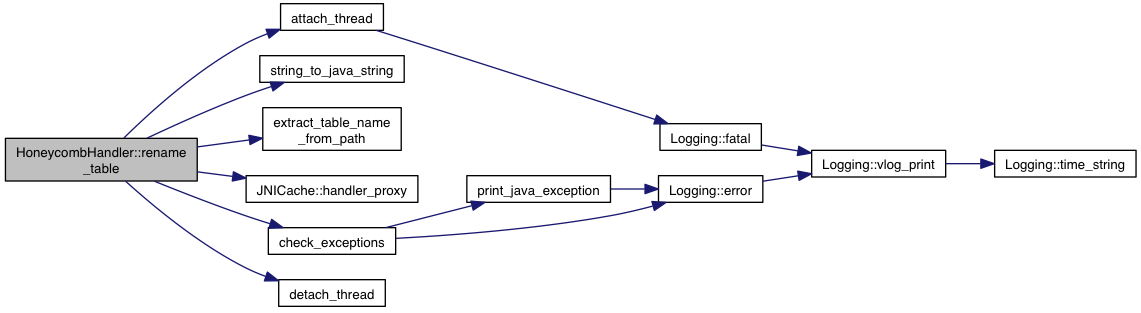 attach_thread
string_to_java_string
extract_table_name
_from_path
Logging::fatal
HoneycombHandler::rename
_table
Logging::vlog_print
Logging::time_string
JNICache::handler_proxy
print_java_exception
Logging::error
check_exceptions
detach_thread